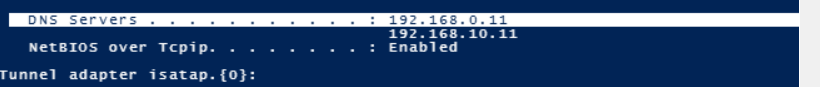 DNS Servers . . . . . . . . . . . : 192.168.0.11
192.168.10.11
NetBIOS over Tcpip. . . . . . . . : Enabled
Tunnel adapter isatap.{0}: